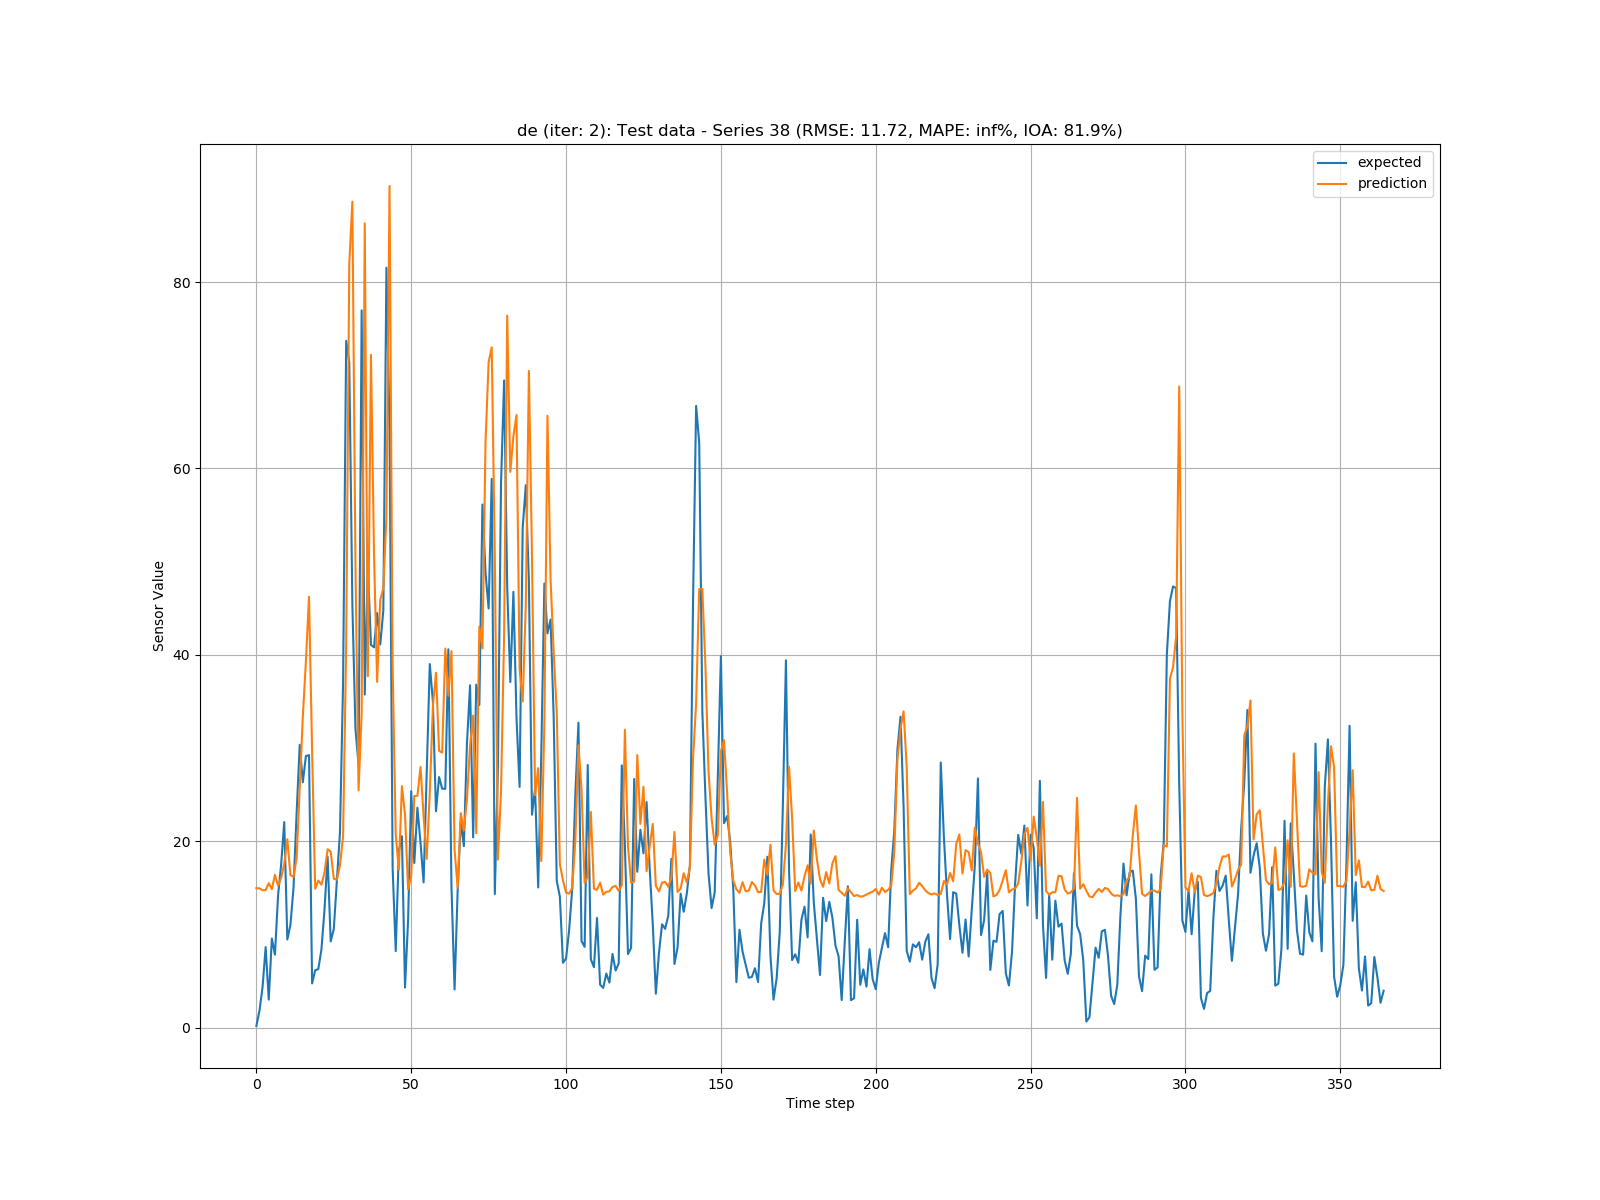 de (iter: 2): Test data - Series 38 (RMSE: 11.72, MAPE: inf%, IOA: 81.9%)
expected
prediction
80
60
40
20
0
Sensor Value
0 50 100 150 200 250 300 350
Time step